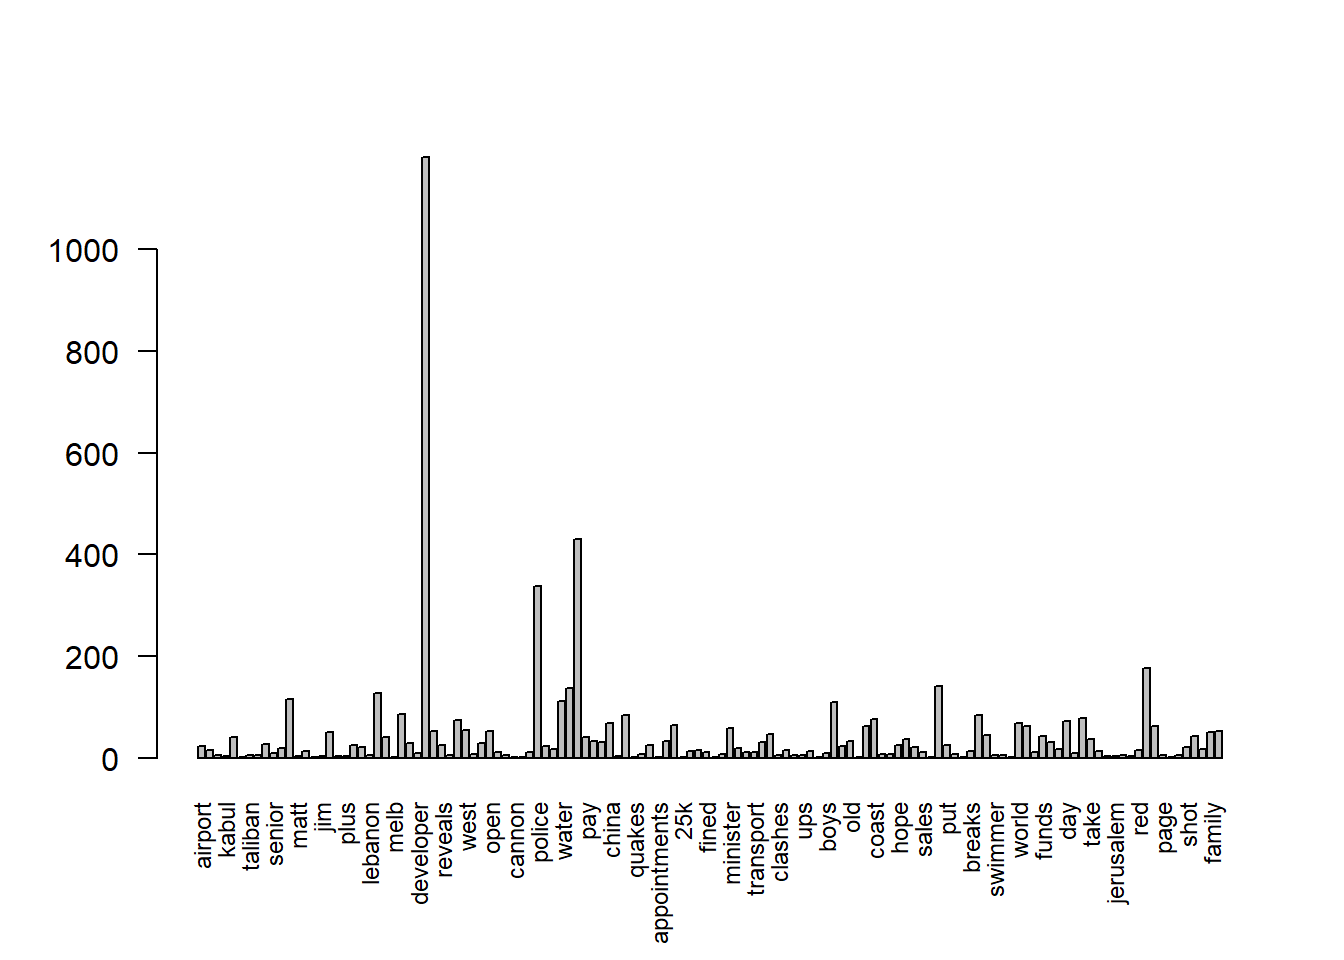 1000
800
600
400
200
0
airport
kabul
taliban
senior
matt
jim
plus
lebanon
melb
developer
reveals
west
open
cannon
police
water
pay
china
quakes
appointments
25k
fined
minister
transport
clashes
ups
boys
old
coast
hope
sales
put
breaks
swimmer
world
funds
day
take
jerusalem
red
page
shot
family